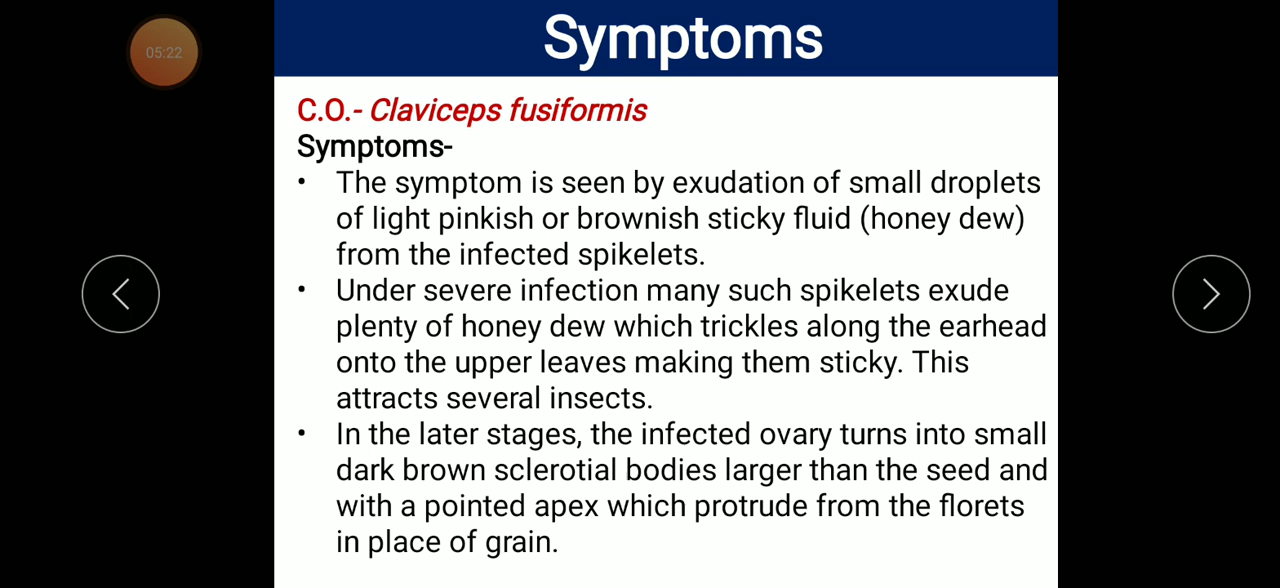 Symptoms
05:22
C.O.- Claviceps fusiformis
Symptoms-
• The symptom is seen by exudation of small droplets
of light pinkish or brownish sticky fluid (honey dew)
from the infected spikelets.
• Under severe infection many such spikelets exude
plenty of honey dew which trickles along the earhead
onto the upper leaves making them sticky. This
attracts several insects.
• In the later stages, the infected ovary turns into small
dark brown sclerotial bodies larger than the seed and
with a pointed apex which protrude from the florets
in place of grain.